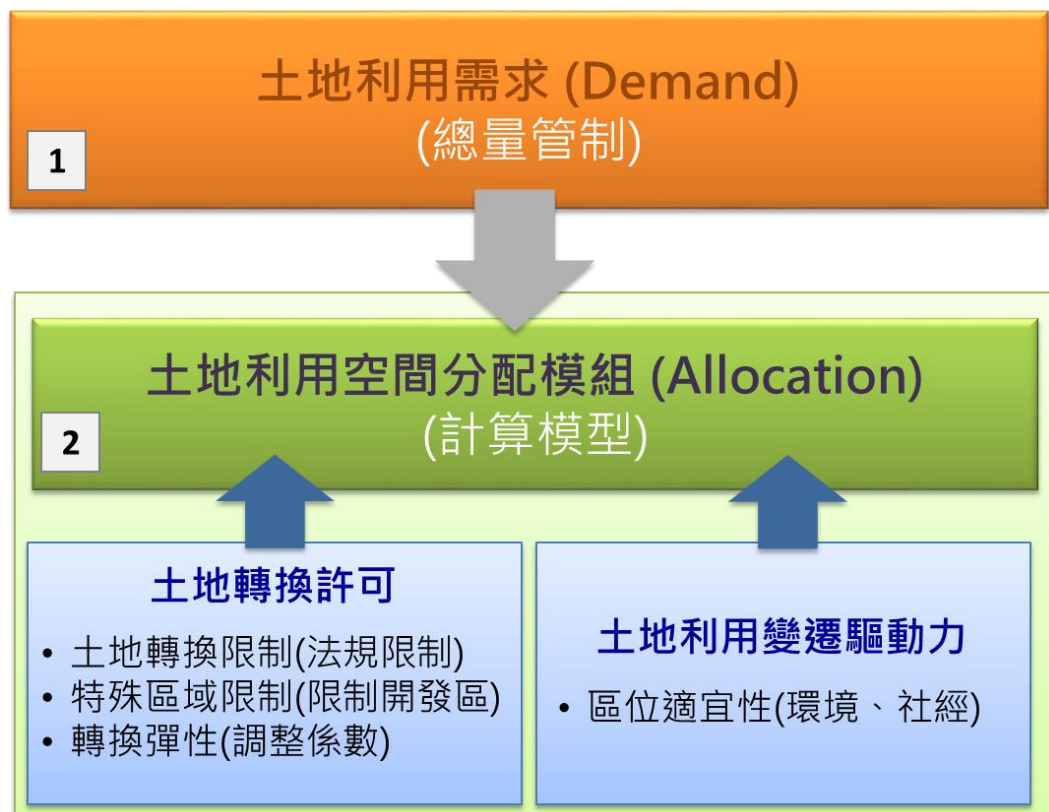 土地利用需求 (Demand)
(總量管制)
1
土地利用空間分配模組 (Allocation)
(計算模型)
2
土地轉換許可
• 土地轉換限制(法規限制)
• 特殊區域限制(限制開發區)
• 轉換彈性(調整係數)
土地利用變遷驅動力
• 區位適宜性(環境、社經)